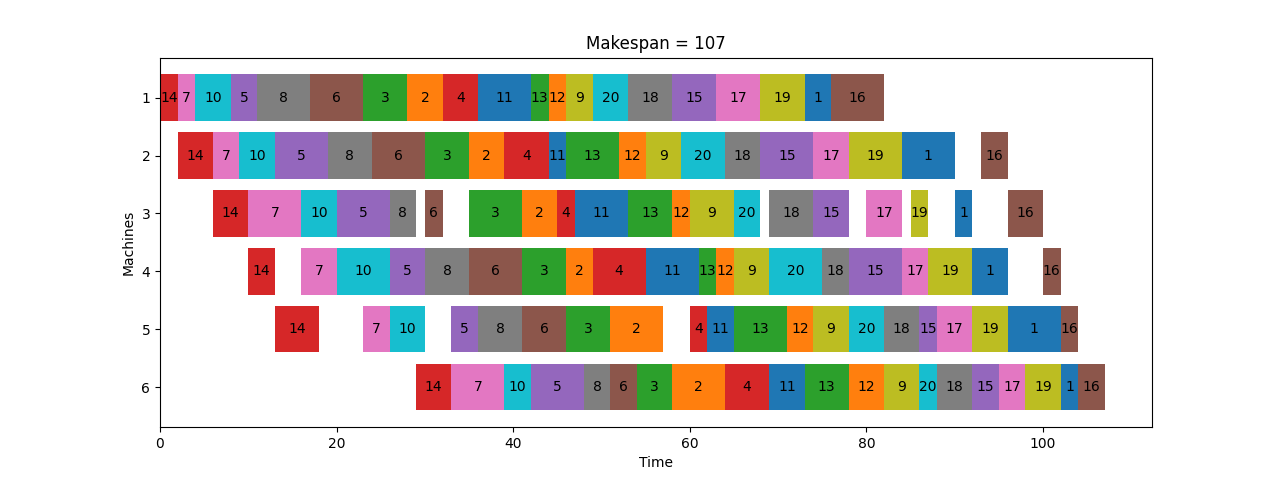 Makespan = 107
1 14 7 10 5 8 6 3 2 4 11 13 12 9 20 18 15 17 19 1 16
2 14 7 10 5 8 6 3 2 4 11 13 12 9 20 18 15 17 19 1 16
3 14 7 10 5 8 6 3 2 4 11 13 12 9 20 18 15 17 19 1 16
4 14 7 10 5 8 6 3 2 4 11 13 12 9 20 18 15 17 19 1 16
5 14 7 10 5 8 6 3 2 4 11 13 12 9 20 18 15 17 19 1 16
6 14 7 10 5 8 6 3 2 4 11 13 12 9 20 18 15 17 19 1 16
Machines
0 20 40 60 80 100
Time